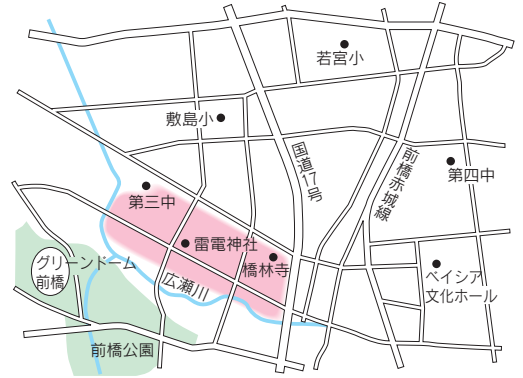 若宮小
敷島小
国道17号
前橋赤城線
第四中
第三中
雷電神社
橋林寺
グリーンドーム
前橋
広瀬川
ベイシア
文化ホール
前橋公園